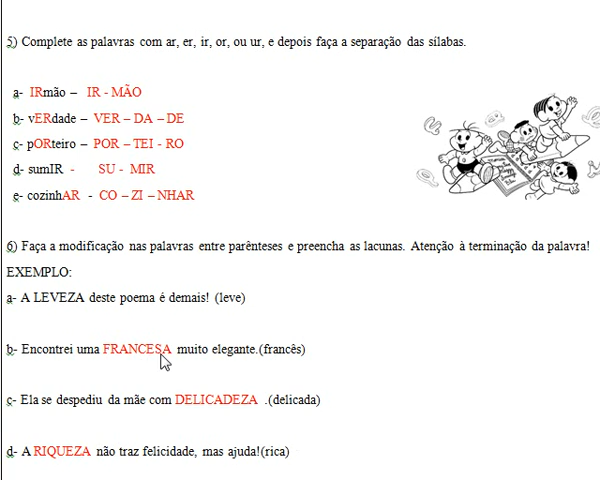 5) Complete as palavras com ar, er, ir, or, ou ur, e depois faça a separação das sílabas.
a- IRmão – IR - MÃO
b- vERdade – VER – DA – DE
c- pORteiro – POR – TEI - RO
d- sumIR - SU - MIR
e- cozinhAR - CO – ZI – NHAR
6) Faça a modificação nas palavras entre parênteses e preencha as lacunas. Atenção à terminação da palavra!
EXEMPLO:
a- A LEVEZA deste poema é demais! (leve)
b- Encontrei uma FRANCESA muito elegante.(francês)
c- Ela se despediu da mãe com DELICADEZA .(delicada)
d- A RIQUEZA não traz felicidade, mas ajuda!(rica)